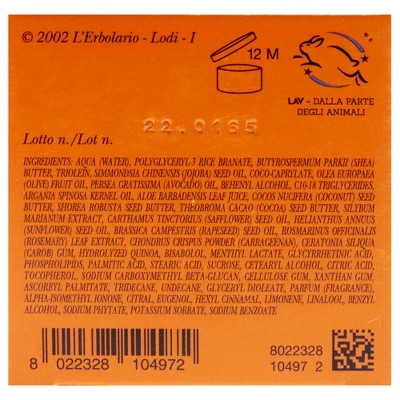 © 2002 L'Erbolario - Lodi - I
12 M
LAV - DALLA PARTE
DEGLI ANIMALI
22.0165
Lotto n./Lot n.
INGREDIENTS: AQUA (WATER), POLYGLYCERYL-3 RICE BRANATE, BUTYROSPERMUM PARKII (SHEA)
BUTTER, TRIOLEIN, SIMMONDSIA CHINENSIS (JOJOBA) SEED OIL, COCO-CAPRYLATE, OLEA EUROPAEA
(OLIVE) FRUIT OIL, PERSEA GRATISSIMA (AVOCADO) OIL, BEHENYL ALCOHOL, C10-18 TRIGLYCERIDES,
ARGANIA SPINOSA KERNEL OIL, ALOE BARBADENSIS LEAF JUICE, COCOS NUCIFERA (COCONUT) SEED
BUTTER, SHOREA ROBUSTA SEED BUTTER, THEOBROMA CACAO (COCOA) SEED BUTTER, SILYBUM
MARIANUM EXTRACT, CARTHAMUS TINCTORIUS (SAFFLOWER) SEED OIL, HELIANTHUS ANNUUS
(SUNFLOWER) SEED OIL, BRASSICA CAMPESTRIS (RAPESEED) SEED OIL, ROSMARINUS OFFICINALIS
(ROSEMARY) LEAF EXTRACT, CHONDRUS CRISPUS POWDER (CARRAGEENAN), CERATONIA SILIQUA
(CAROB) GUM, HYDROLYZED QUINOA, BISABOLOL, MENTHA LACTATE, GLYCYRRHETINIC ACID,
PHOSPHOLIPIDS, PALMITIC ACID, STEARIC ACID, SUCROSE, CETEARYL ALCOHOL, CITRIC ACID,
TOCOPHEROL, SODIUM CARBOXYMETHYL BETA-GLUCAN, CELLULOSE GUM, XANTHAN GUM,
ASCORBYL PALMITATE, TRIDECANE, UNDECANE, GLYCERYL DIOLEATE, PARFUM (FRAGRANCE),
ALPHA-ISOMETHYL IONONE, CITRAL, EUGENOL, HEXYL CINNAMAL, LIMONENE, LINALOOL, BENZYL
ALCOHOL, SODIUM PHYTATE, POTASSIUM SORBATE, SODIUM BENZOATE
8 022328 104972
8022328
10497 2